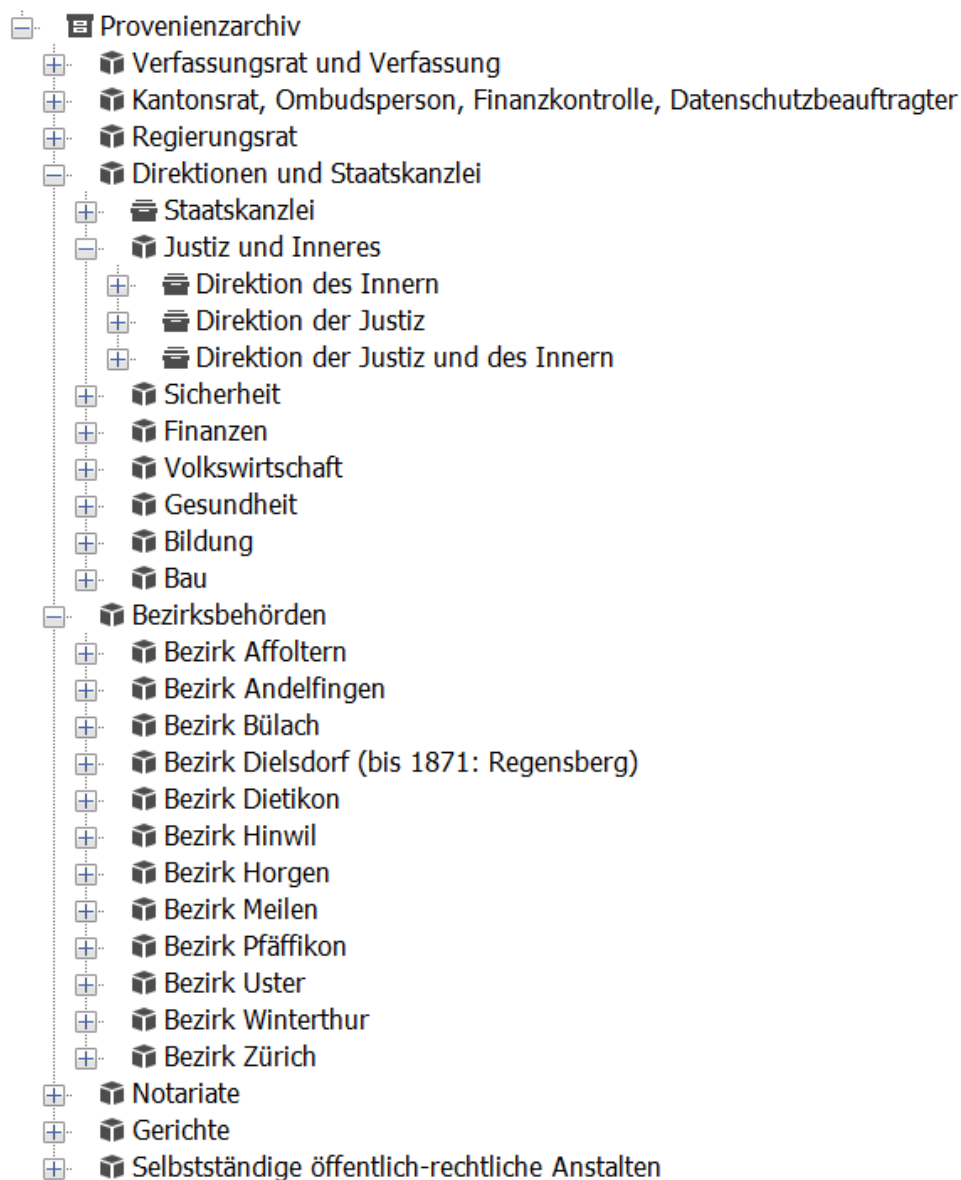 Provenienzarchiv
Verfassungsrat und Verfassung
Kantonsrat, Ombudsperson, Finanzkontrolle, Datenschutzbeauftragter
Regierungsrat
Direktionen und Staatskanzlei
Staatskanzlei
Justiz und Inneres
Direktion des Innern
Direktion der Justiz
Direktion der Justiz und des Innern
Sicherheit
Finanzen
Volkswirtschaft
Gesundheit
Bildung
Bau
Bezirksbehörden
Bezirk Affoltern
Bezirk Andelfingen
Bezirk Bülach
Bezirk Dielsdorf (bis 1871: Regensberg)
Bezirk Dietikon
Bezirk Hinwil
Bezirk Horgen
Bezirk Meilen
Bezirk Pfäffikon
Bezirk Uster
Bezirk Winterthur
Bezirk Zürich
Notariate
Gerichte
Selbstständige öffentlich-rechtliche Anstalten